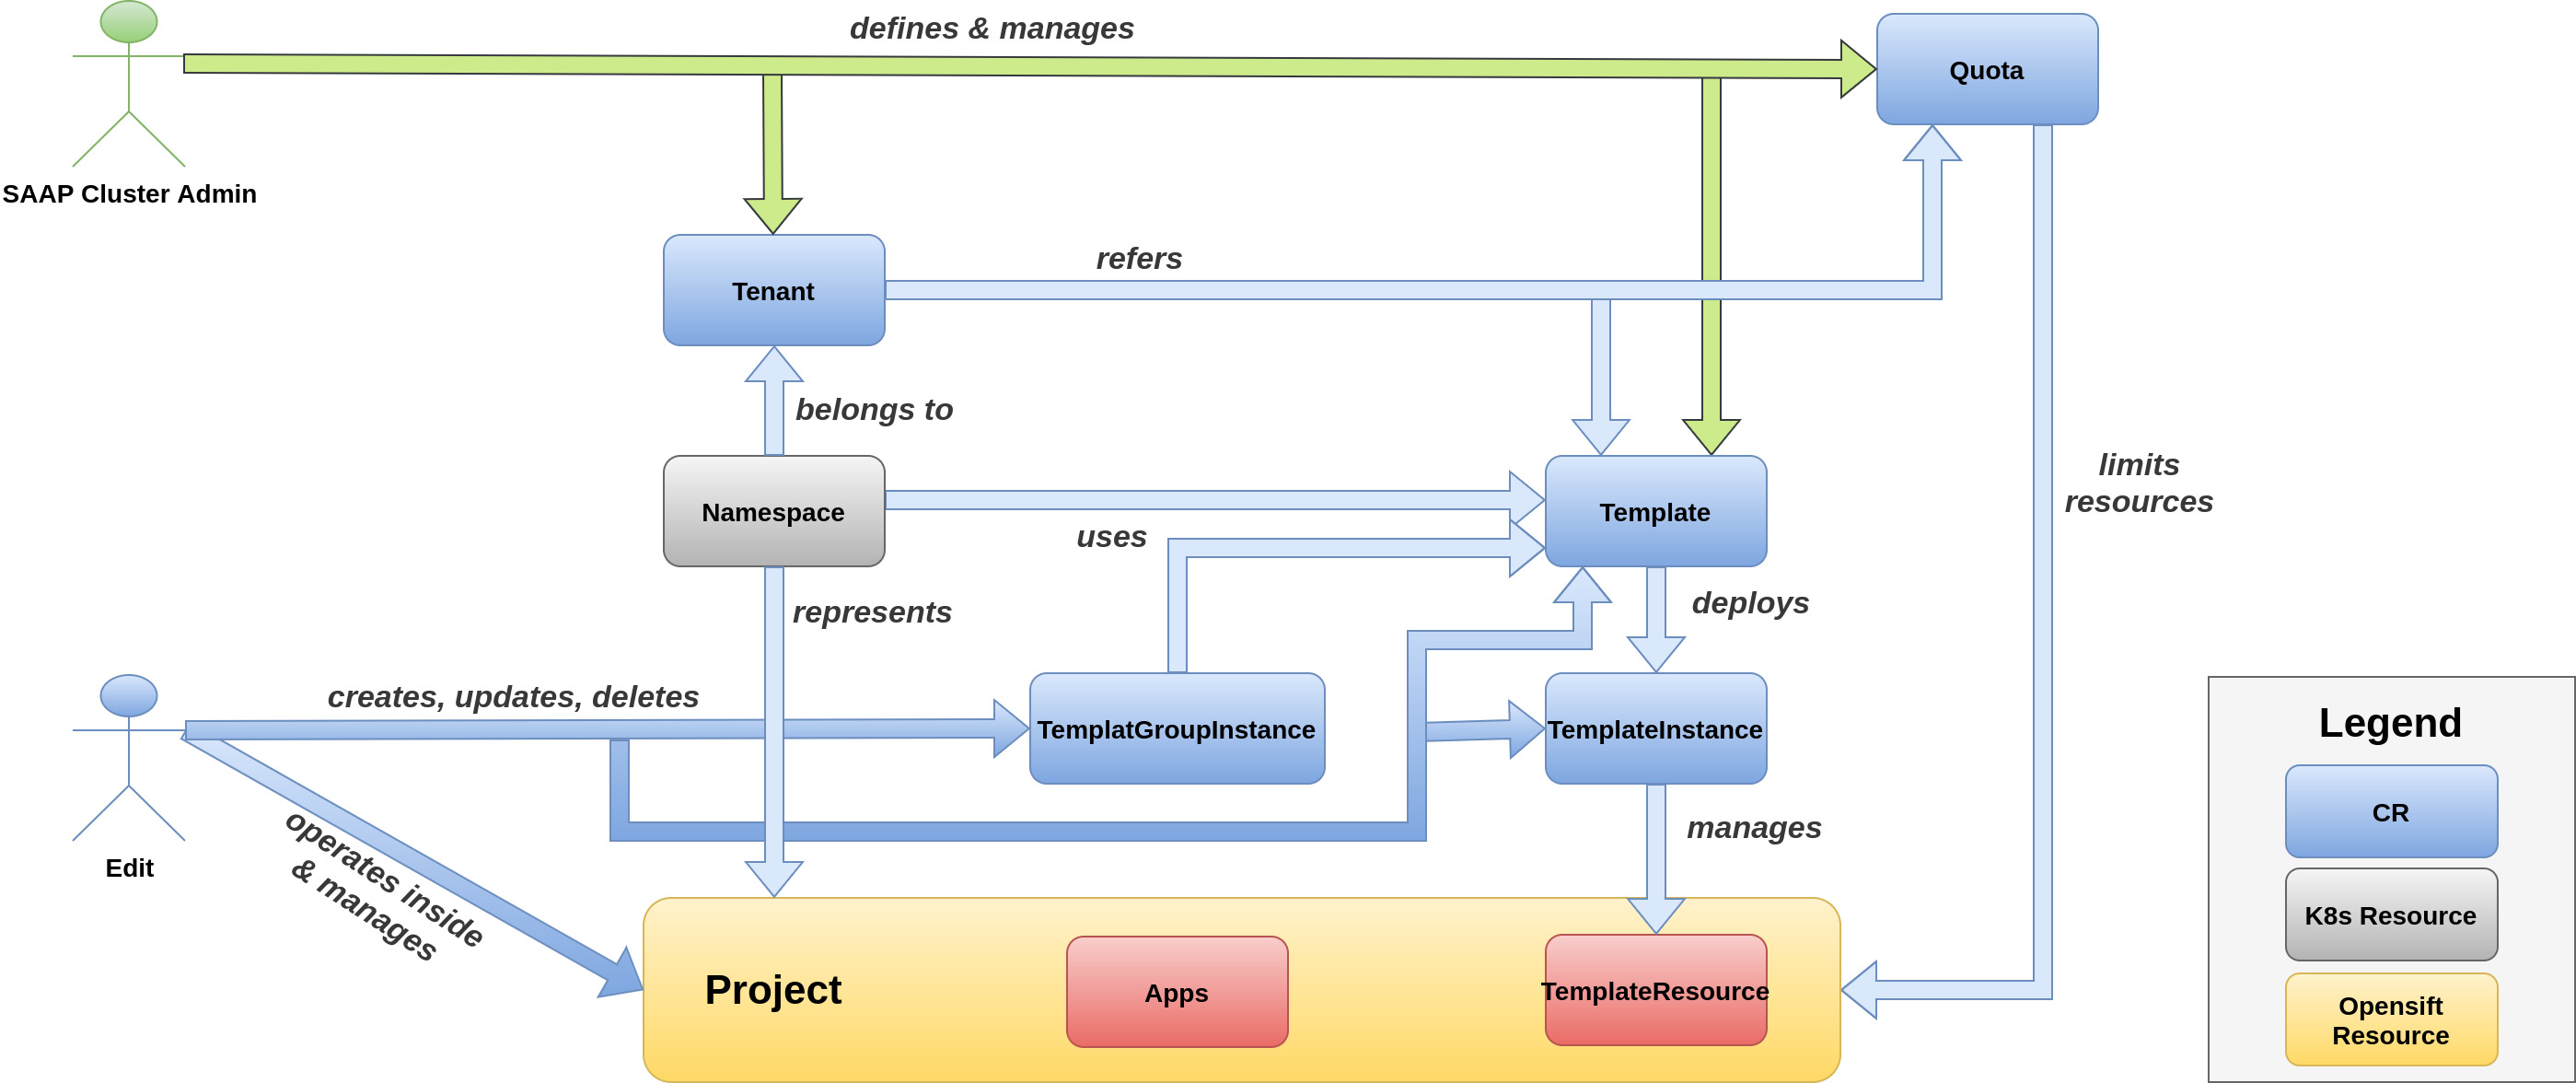 defines & manages
Quota
SAAP Cluster Admin
refers
Tenant
belongs to
limits
resources
Namespace
Template
uses
represents
deploys
creates, updates, deletes
TemplatGroupInstance
TemplateInstance
Legend
CR
manages
Edit
operates inside
& manages
K8s Resource
Project
Apps
TemplateResource
Opensift
Resource